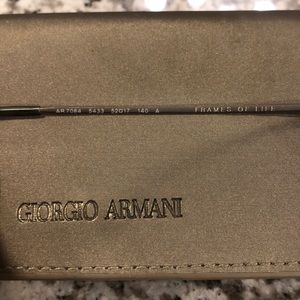 AR7084 5433 52□17 140 A FRAMES OF LIFE
GIORGIO ARMANI